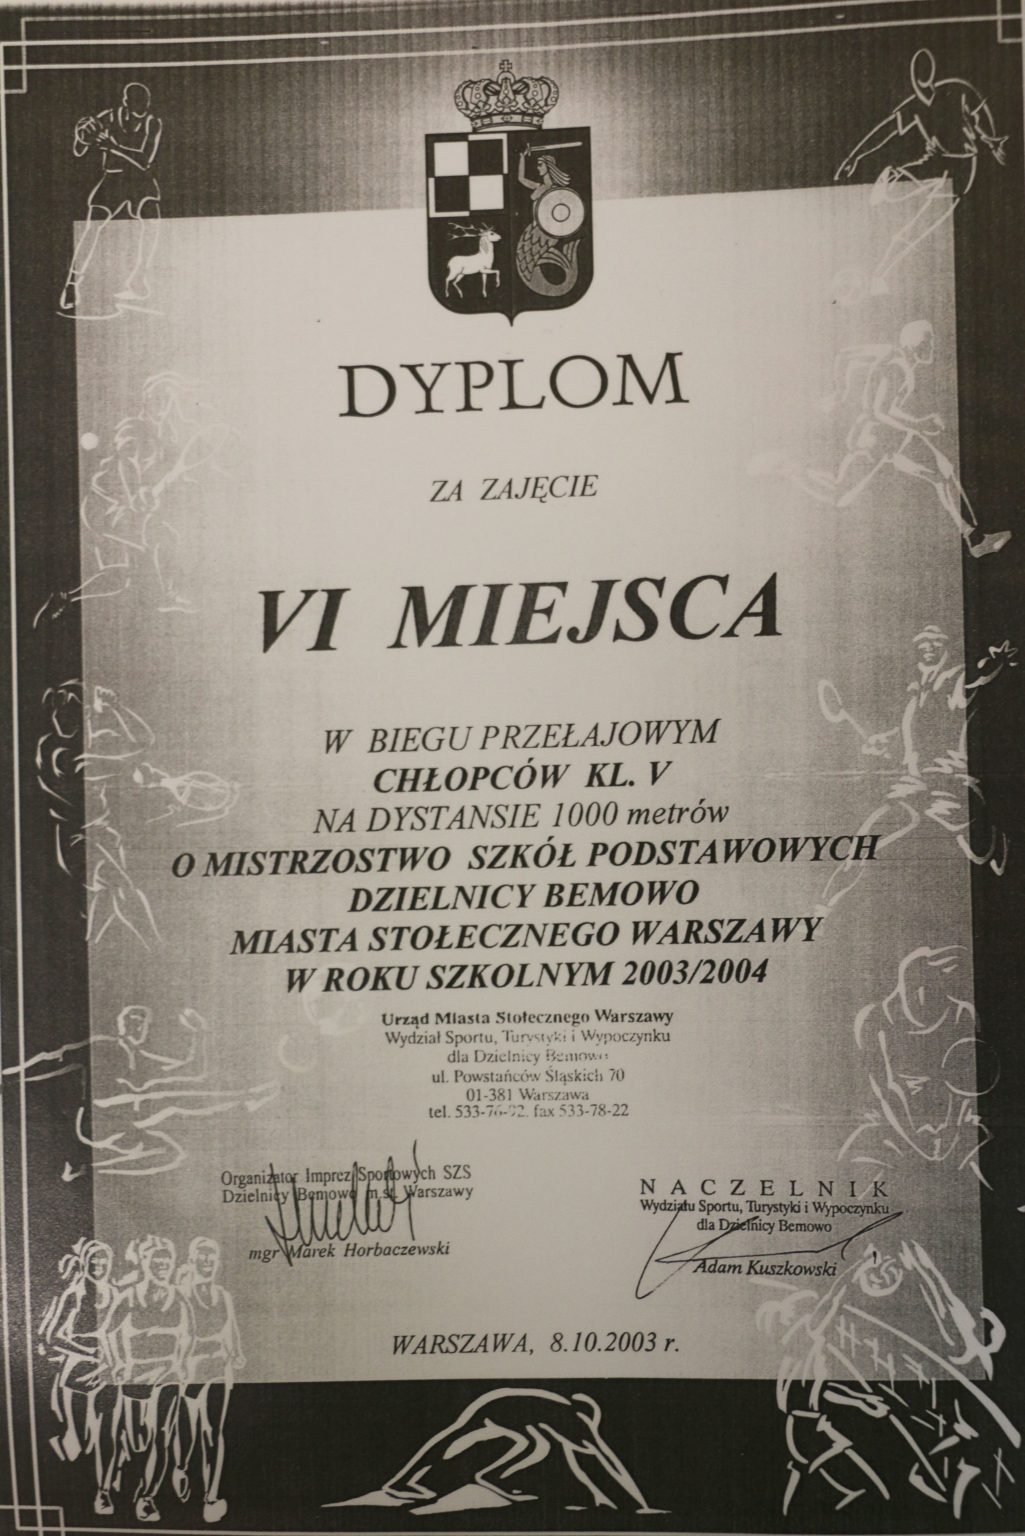 DYPLOM
ZA ZAJĘCIE
VI MIEJSCA
W BIEGU PRZEŁAJOWYM
CHŁOPCÓW KL. V
NA DYSTANSIE 1000 metrów
O MISTRZOSTWO SZKÓŁ PODSTAWOWYCH
DZIELNICY BEMOWO
MIASTA STOŁECZNEGO WARSZAWY
W ROKU SZKOLNYM 2003/2004
Urząd Miasta Stołecznego Warszawy
Wydział Sportu, Turystyki i Wypoczynku
dla Dzielnicy Bemowo
ul. Powstańców Śląskich 70
01-381 Warszawa
tel. fax 533-78-22
Organizator Imprez Sportowych SZS
Dzielnicy Bemowo m.st. Warszawy
mgr Marek Horbaczewski
NACZELNIK
Wydziału Sportu, Turystyki i Wypoczynku
dla Dzielnicy Bemowo
Adam Kuszkowski
WARSZAWA, 8.10.2003 r.